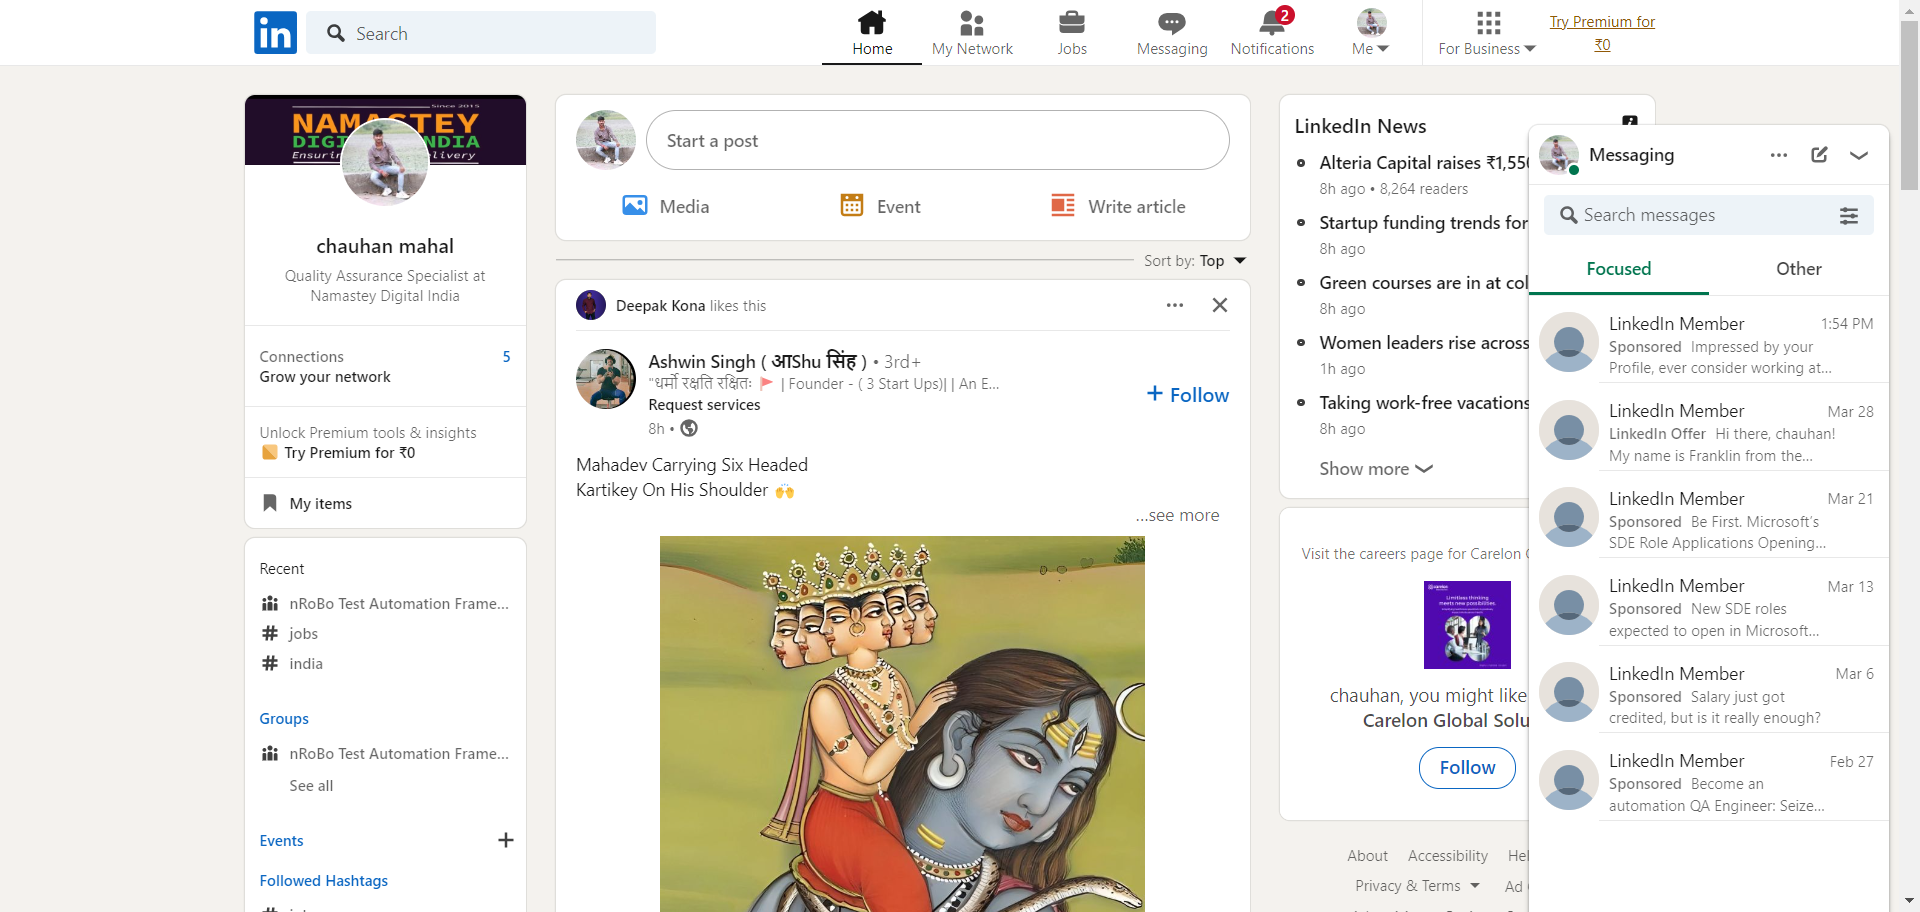 in
Search
Home
My Network
Jobs
Messaging
2
Notifications
Me
For Business
Try Premium for
₹0
Since 2015
NAMASTEY
chauhan mahal
Quality Assurance Specialist at
Namastey Digital India
Connections 5
Grow your network
Unlock Premium tools & insights
Try Premium for ₹0
My items
Recent
nRoBo Test Automation Frame...
# jobs
# india
Groups
nRoBo Test Automation Frame...
See all
Events +
Followed Hashtags
Start a post
Media
Event
Write article
Sort by: Top
Deepak Kona likes this
Ashwin Singh ( आShu सिंह ) • 3rd+
"धर्मो रक्षति रक्षितः 🚩 | Founder - ( 3 Start Ups)| | An E...
Request services
8h •
+ Follow
Mahadev Carrying Six Headed
Kartikey On His Shoulder 🙌
...see more
LinkedIn News
• Alteria Capital raises ₹1,55
8h ago • 8,264 readers
• Startup funding trends for
8h ago
• Green courses are in at col
8h ago
• Women leaders rise across
1h ago
• Taking work-free vacations
8h ago
Show more
Visit the careers page for Carelon
carelon
Limitless thinking
meets new possibilities.
chauhan, you might like
Carelon Global Solu
Follow
About Accessibility Hel
Privacy & Terms Ad
Messaging
Search messages
Focused Other
LinkedIn Member 1:54 PM
Sponsored Impressed by your
Profile, ever consider working at...
LinkedIn Member Mar 28
LinkedIn Offer Hi there, chauhan!
My name is Franklin from the...
LinkedIn Member Mar 21
Sponsored Be First. Microsoft's
SDE Role Applications Opening...
LinkedIn Member Mar 13
Sponsored New SDE roles
expected to open in Microsoft...
LinkedIn Member Mar 6
Sponsored Salary just got
credited, but is it really enough?
LinkedIn Member Feb 27
Sponsored Become an
automation QA Engineer: Seize...